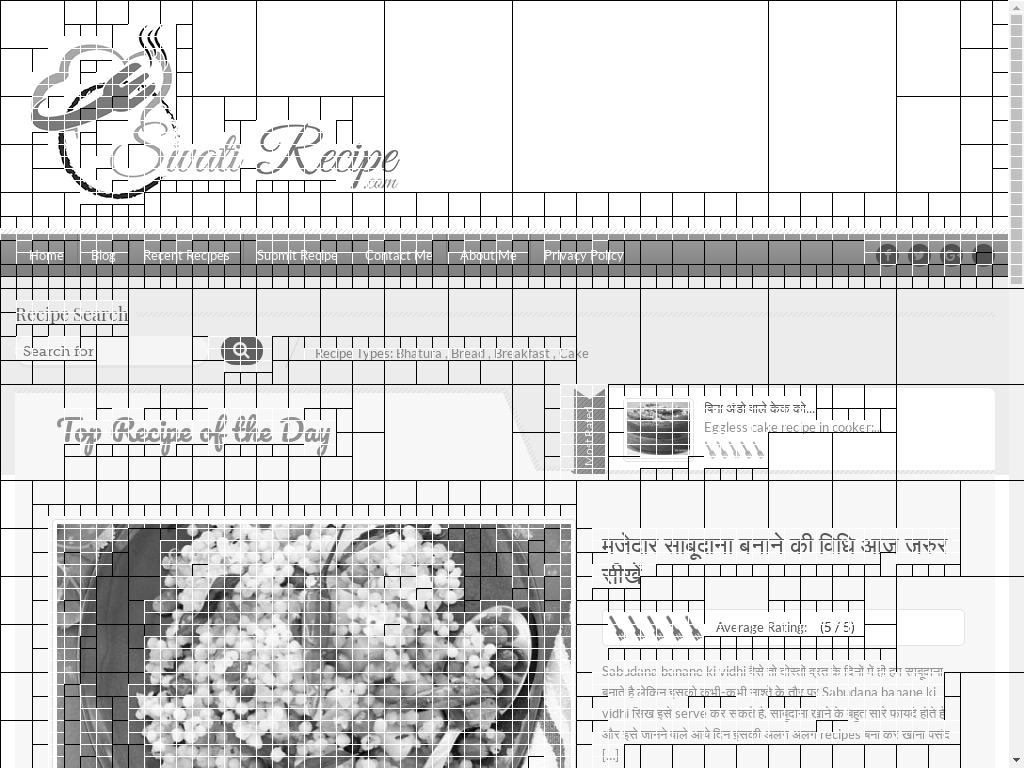 Swati Recipe
.com
Home Blog Recent Recipes Submit Recipe Contact Me About Me Privacy Policy
Recipe Search
Search for
Recipe Types: Bhatura , Bread , Breakfast , Cake
Top Recipe of the Day
Most Rated
बिना अंडो वाले केक को...
Eggless cake recipe in cooker:...
मजेदार साबूदाना बनाने की विधि आज जरुर
सीखें
Average Rating: (5 / 5)
Sabudana banane ki vidhi वैसे तो दोस्तों व्रत के दिनों में ही हम साबूदाना
बनाते है लेकिन इसको कभी-कभी नाश्ते के तौर पर Sabudana banane ki
vidhi सिख इसे serve कर सकते हे. साबूदाना खाने के बहुत सारे फायदे होते हे
और इसे जानने वाले आये दिन इसकी अलग अलग recipes बना कर खाना पसंद
[...]